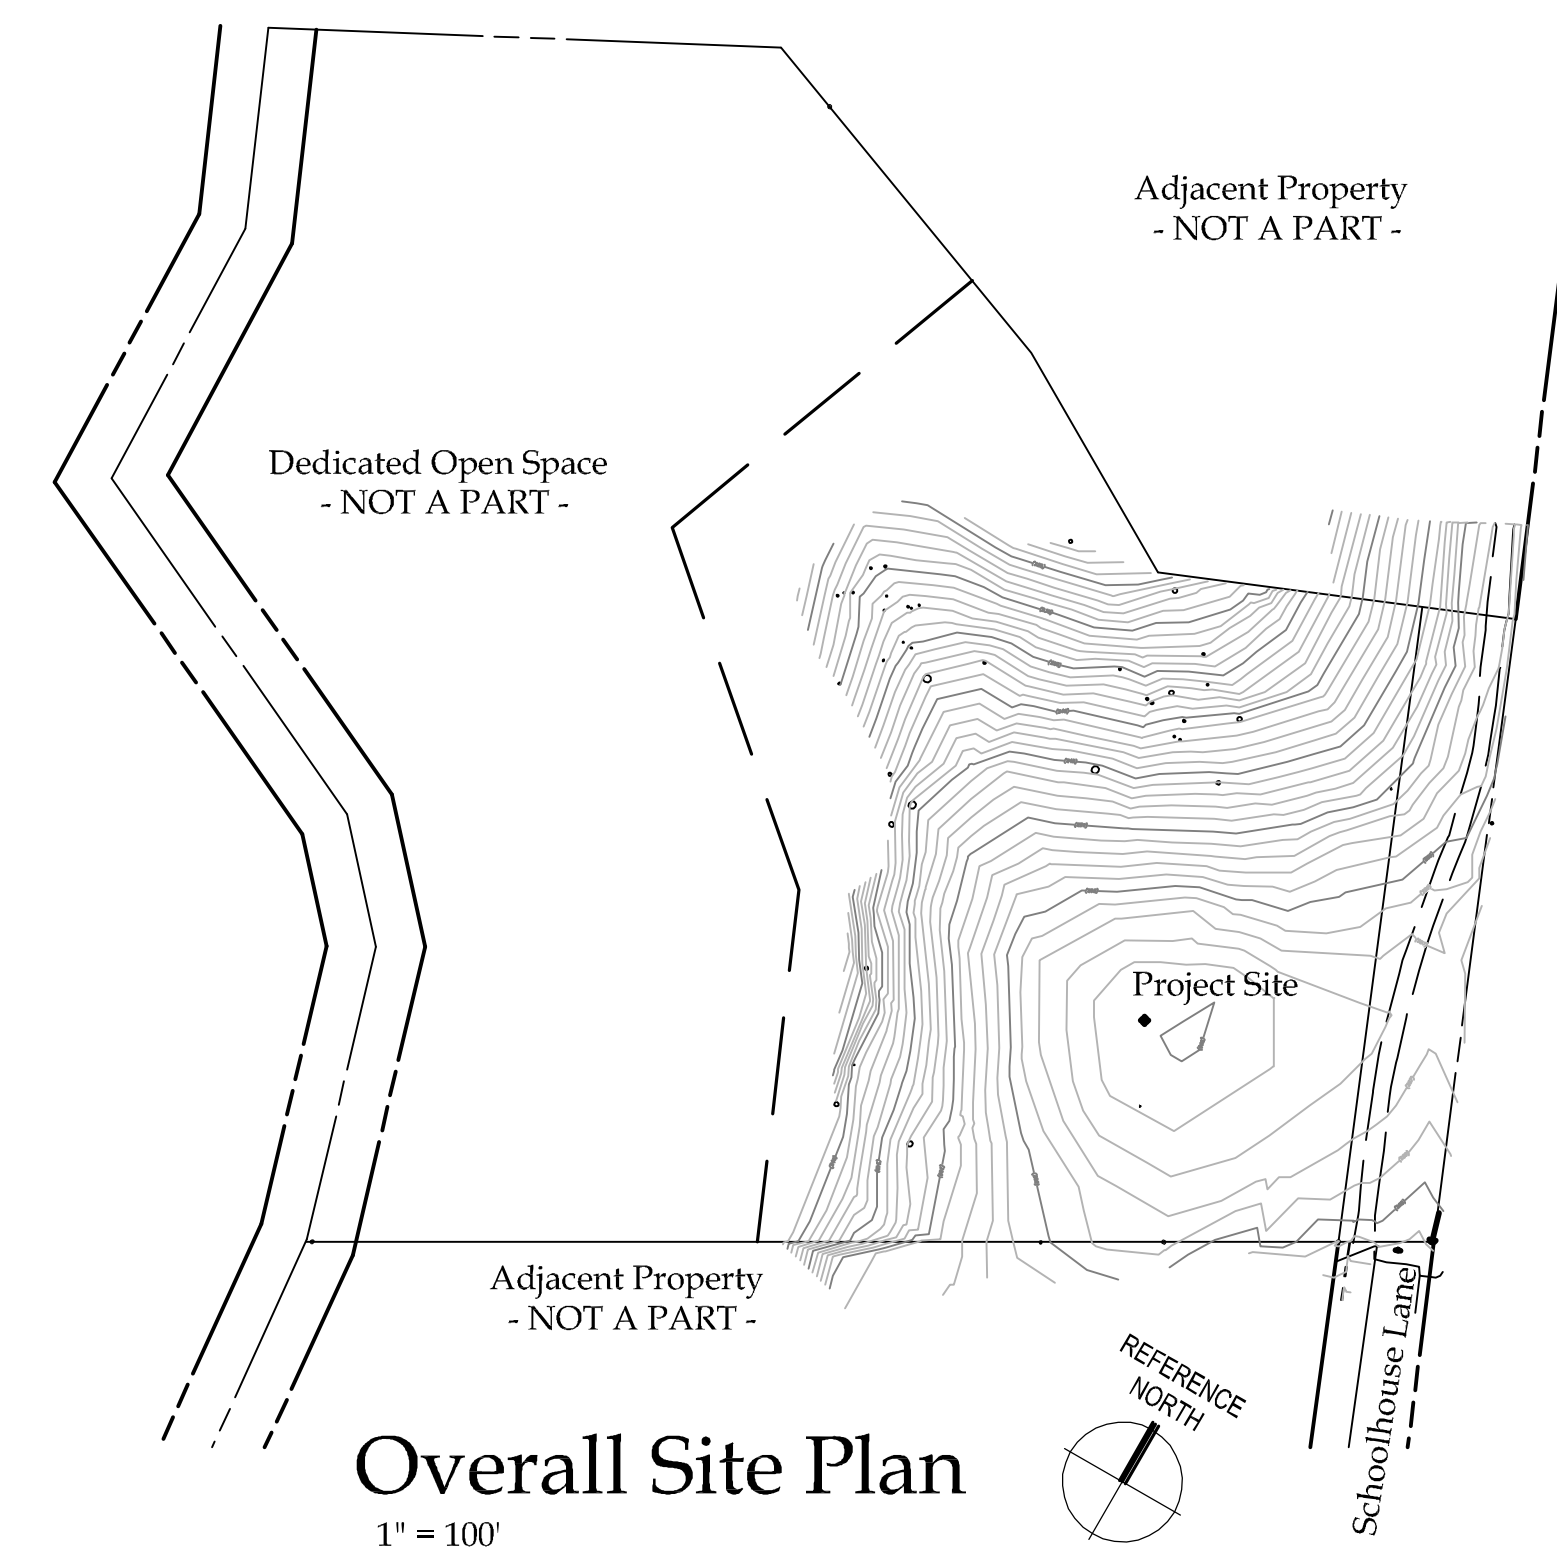 Adjacent Property
- NOT A PART -
Dedicated Open Space
- NOT A PART -
Project Site
Adjacent Property
- NOT A PART -
Schoolhouse Lane
REFERENCE
NORTH
Overall Site Plan
1" = 100'